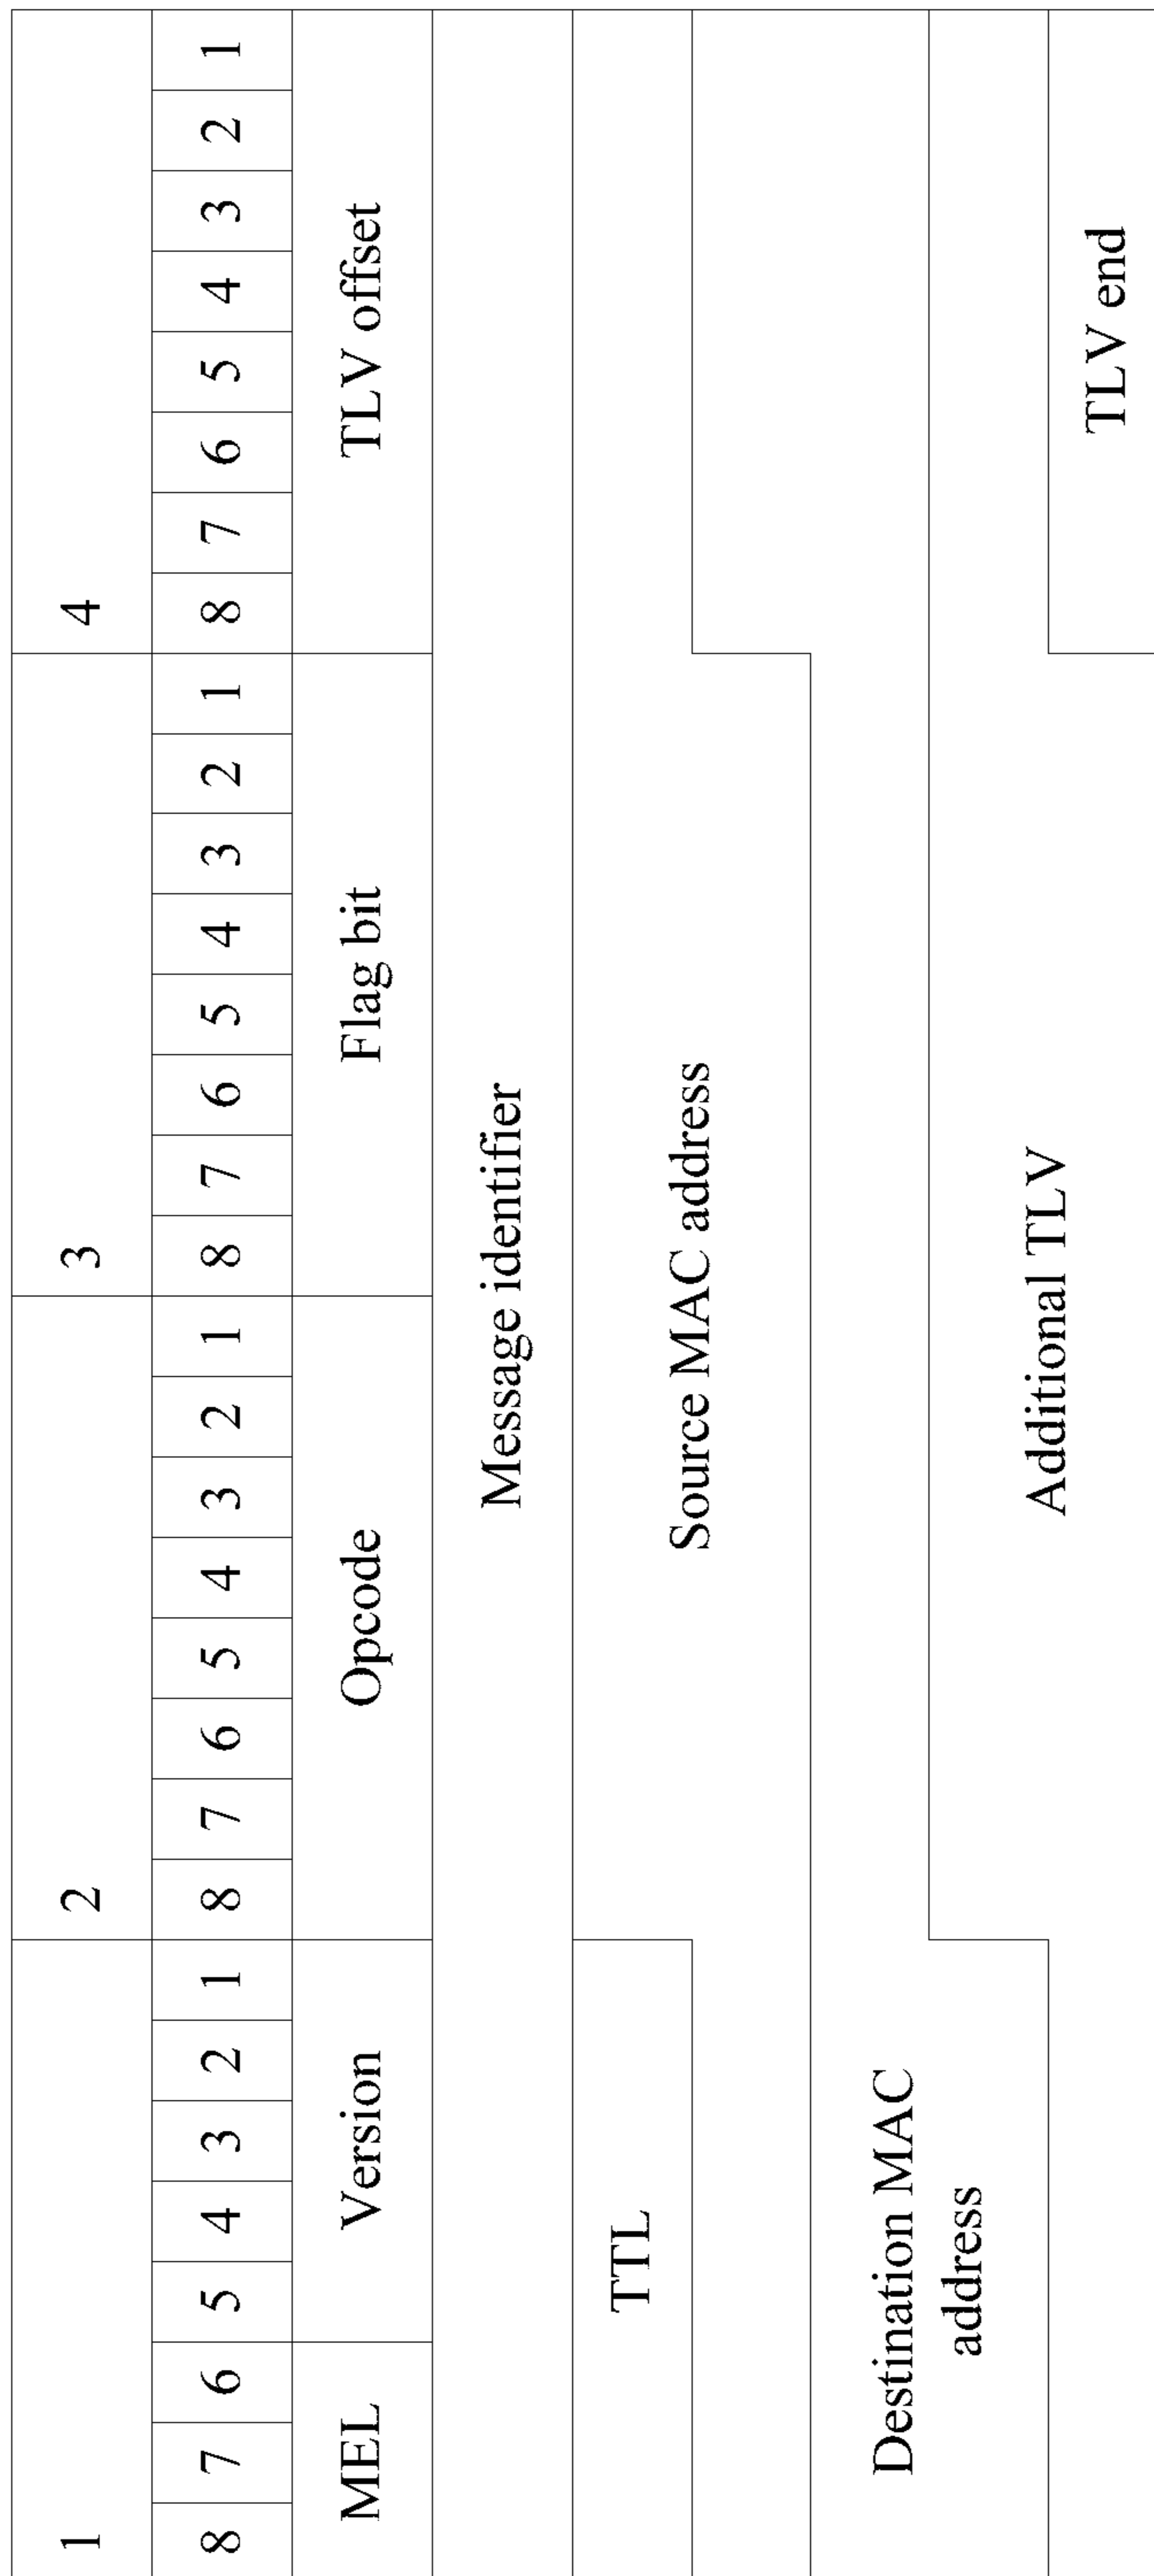 1 2 3 4
8 7 6 5 4 3 2 1 8 7 6 5 4 3 2 1 8 7 6 5 4 3 2 1 8 7 6 5 4 3 2 1
MEL Version Opcode Flag bit TLV offset
Message identifier
TTL
Source MAC address
Destination MAC
address
Additional TLV
TLV end